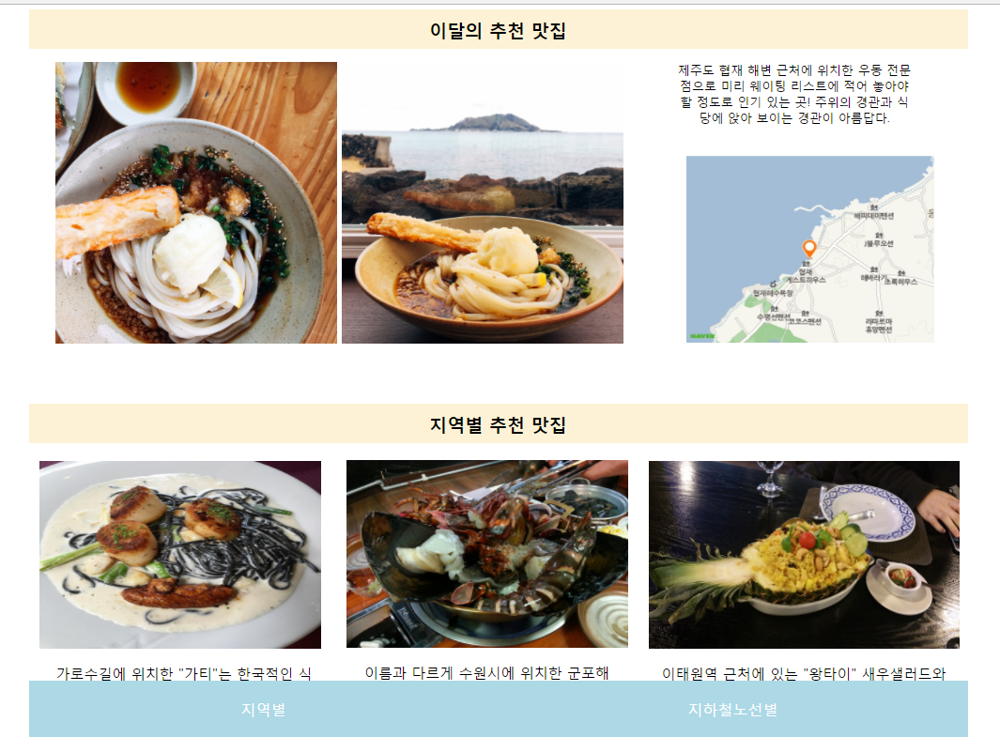 이달의 추천 맛집
제주도 협재 해변 근처에 위치한 우동 전문
점으로 미리 웨이팅 리스트에 적어 놓아야
할 정도로 인기 있는 곳! 주위의 경관과 식
당에 앉아 보이는 경관이 아름답다.
해피데이펜션
J블루오션
협재
게스트하우스
해바라기
초록하우스
협재해수욕장
수평선펜션
코코스펜션
라파로마
휴양펜션
NAVER
지역별 추천 맛집
가로수길에 위치한 "가티"는 한국적인 식
이름과 다르게 수원시에 위치한 군포해
이태원역 근처에 있는 "왕타이" 새우샐러드와
지역별
지하철노선별